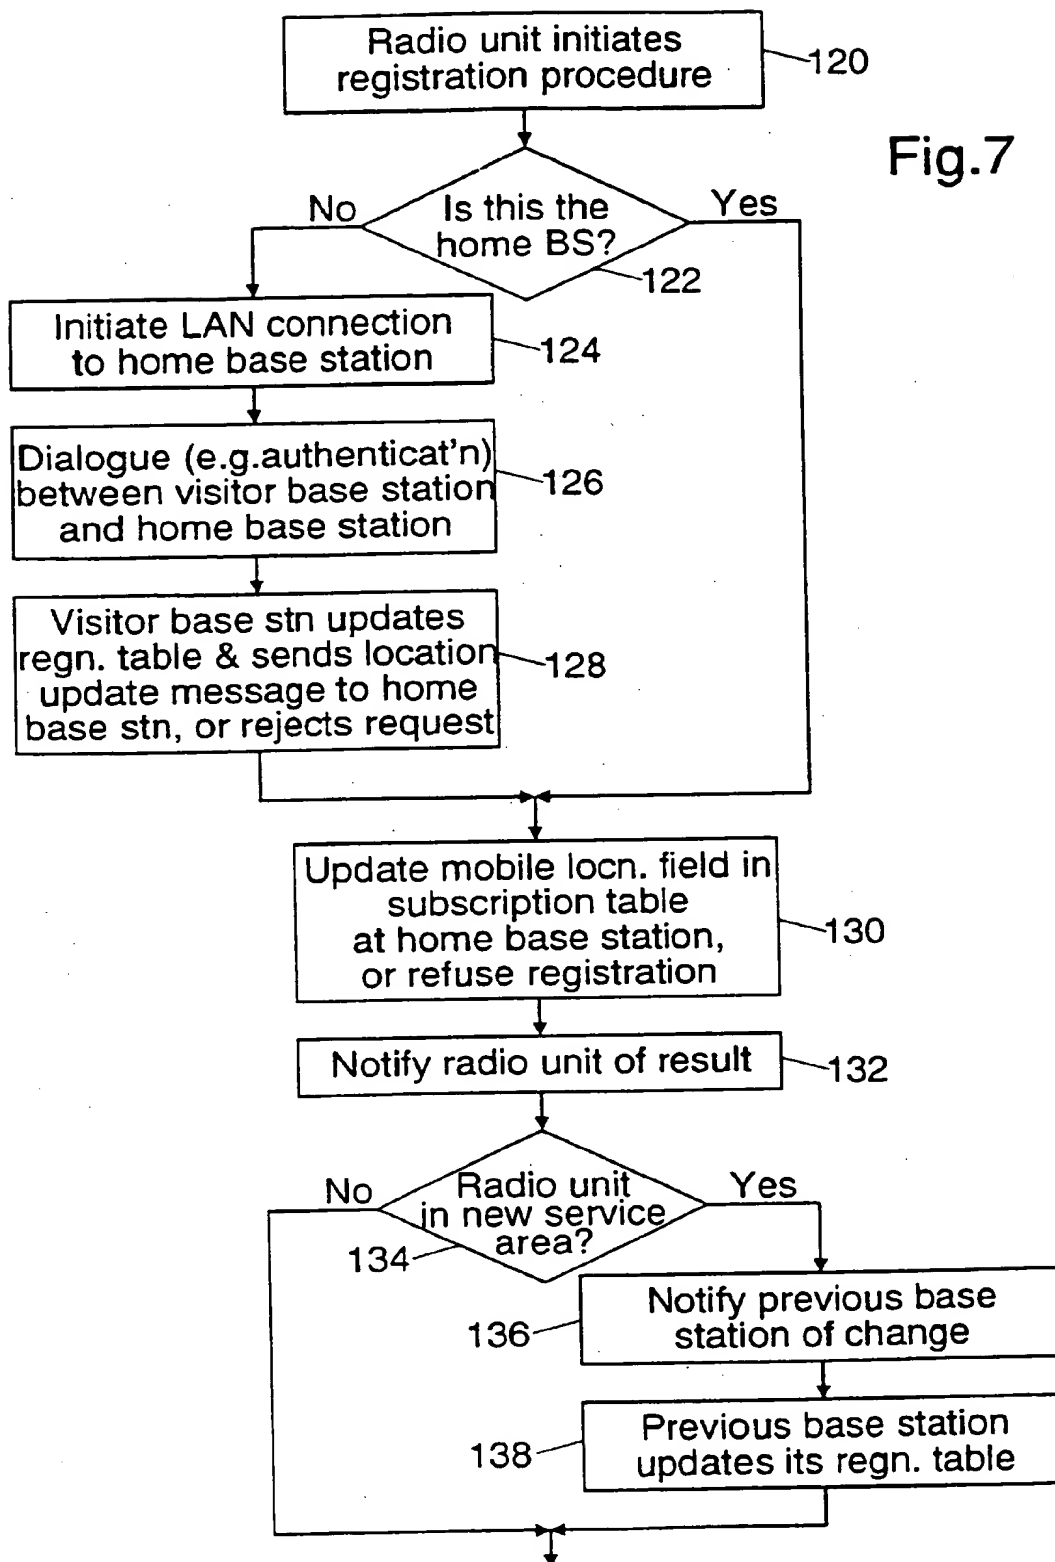 Radio unit initiates
registration procedure
120
Fig.7
Is this the
home BS?
No
Yes
122
Initiate LAN connection
to home base station
124
Dialogue (e.g.authenticat'n)
between visitor base station
and home base station
126
Visitor base stn updates
regn. table & sends location
update message to home
base stn, or rejects request
128
Update mobile locn. field in
subscription table
at home base station,
or refuse registration
130
Notify radio unit of result
132
Radio unit
in new service
area?
No
Yes
134
Notify previous base
station of change
136
Previous base station
updates its regn. table
138